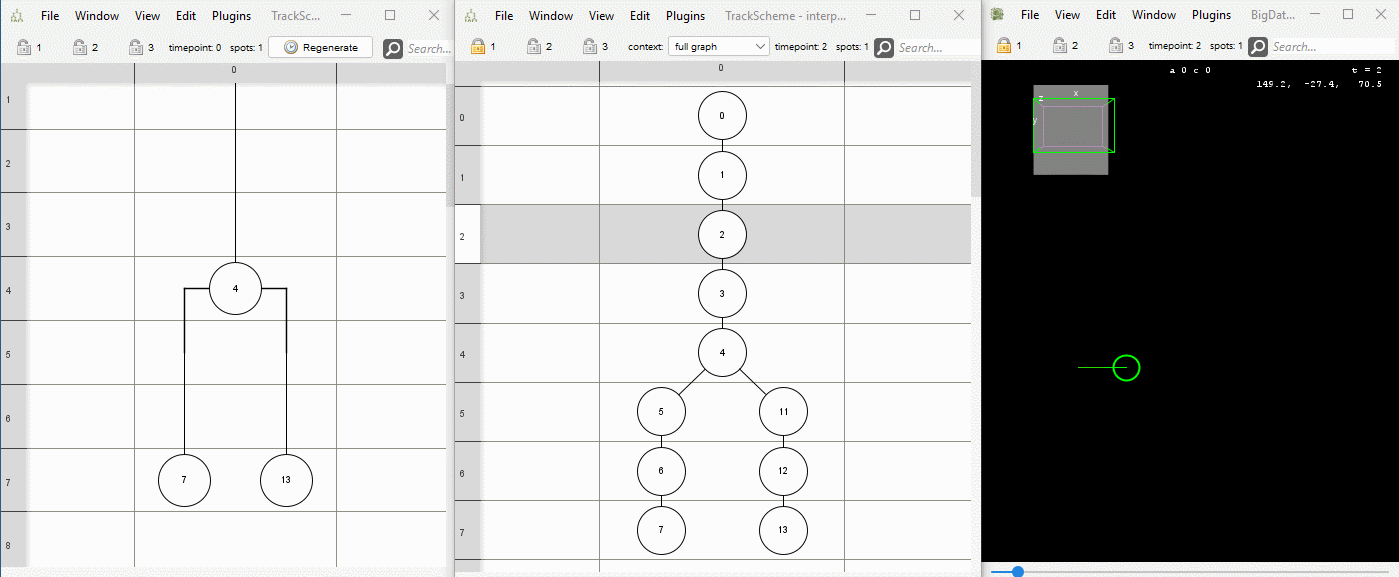 File Window View Edit Plugins TrackSc...
1 2 3 timepoint: 0 spots: 1 Regenerate Search...
0
1
2
3
4
4
5
6
7
7 13
8
File Window View Edit Plugins TrackScheme - interp...
1 2 3 context: full graph timepoint: 2 spots: 1 Search...
0
0 0
1 1
2 2
3 3
4 4
5 5 11
6 6 12
7 7 13
File View Edit Window Plugins BigDat...
1 2 3 timepoint: 2 spots: 1 Search...
a 0 c 0 t = 2
149.2, -27.4, 70.5
x
z
y